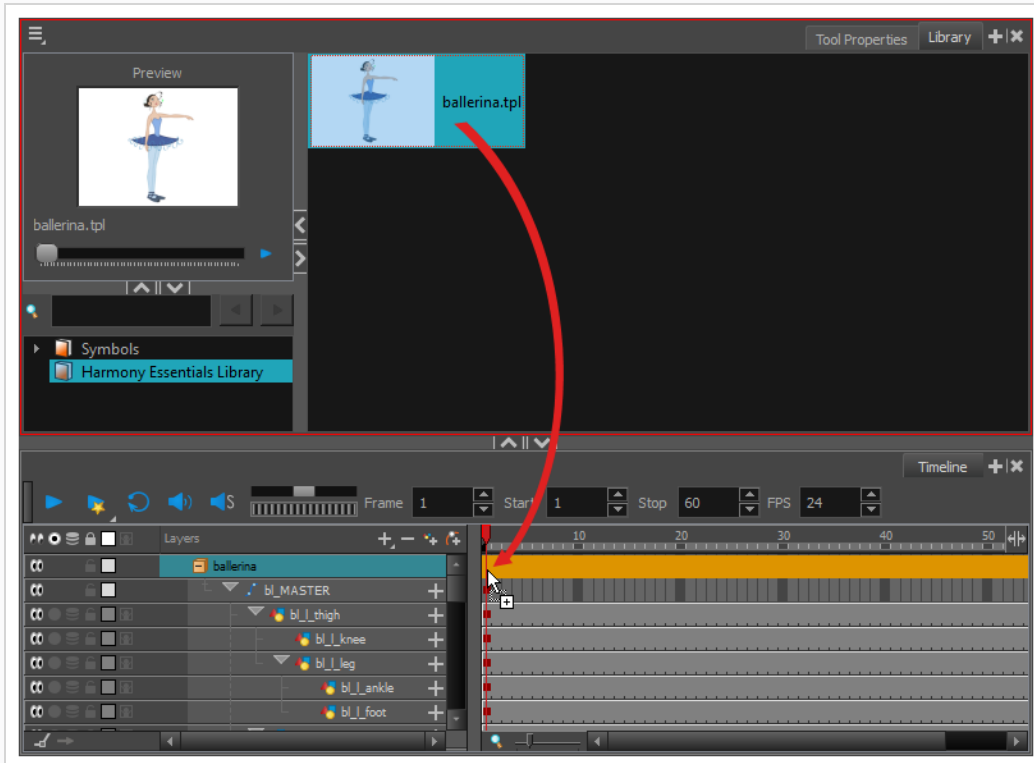 Tool Properties Library
Preview
ballerina.tpl
ballerina.tpl
Symbols
Harmony Essentials Library
Timeline
S Frame 1 Start 1 Stop 60 FPS 24
Layers 10 20 30 40 50
ballerina
bl_MASTER
bl_l_thigh
bl_l_knee
bl_l_leg
bl_l_ankle
bl_l_foot